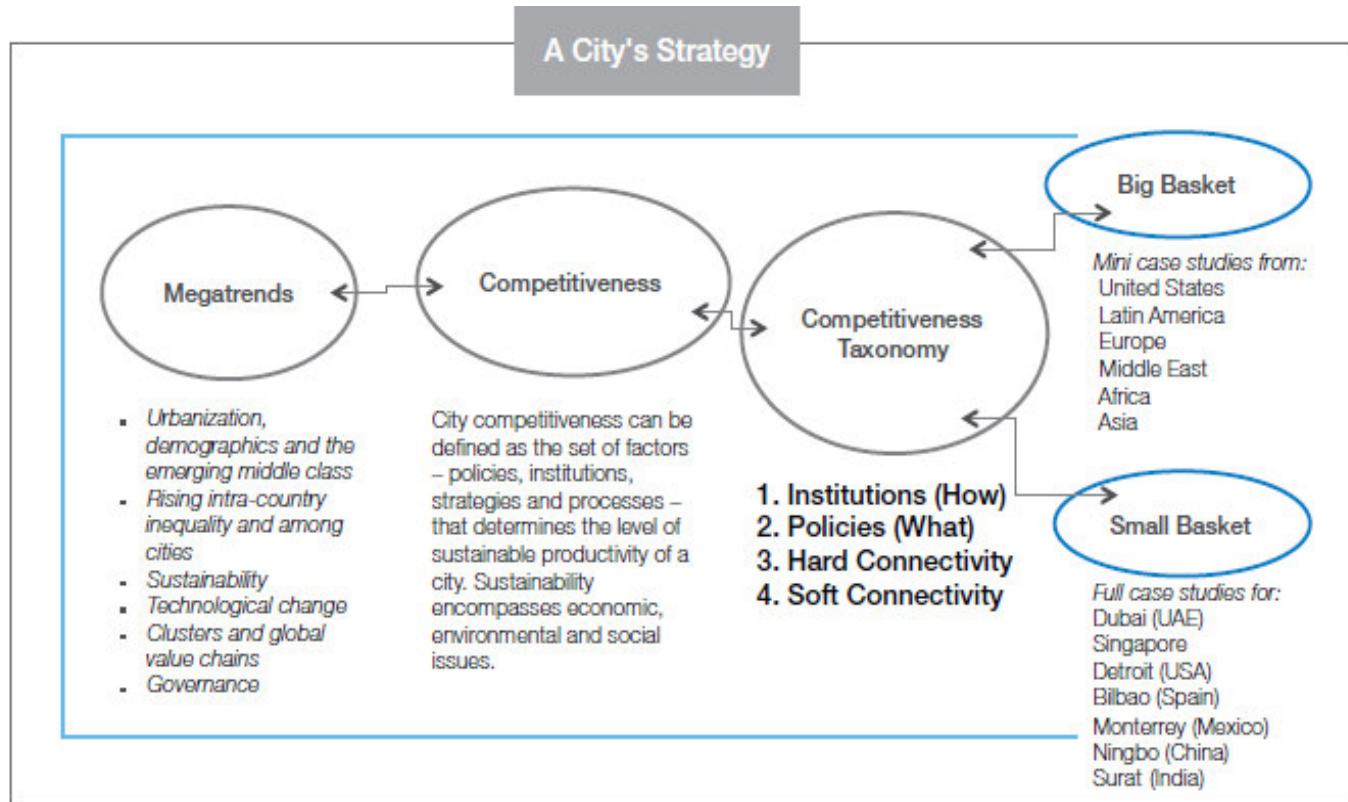 A City's Strategy
Megatrends
Urbanization,
demographics and the
emerging middle class
Rising intra-country
inequality and among
cities
Sustainability
Technological change
Clusters and global
value chains
Governance
Competitiveness
City competitiveness can be
defined as the set of factors
– policies, institutions,
strategies and processes –
that determines the level of
sustainable productivity of a
city. Sustainability
encompasses economic,
environmental and social
issues.
Competitiveness
Taxonomy
1. Institutions (How)
2. Policies (What)
3. Hard Connectivity
4. Soft Connectivity
Big Basket
Mini case studies from:
United States
Latin America
Europe
Middle East
Africa
Asia
Small Basket
Full case studies for:
Dubai (UAE)
Singapore
Detroit (USA)
Bilbao (Spain)
Monterrey (Mexico)
Ningbo (China)
Surat (India)